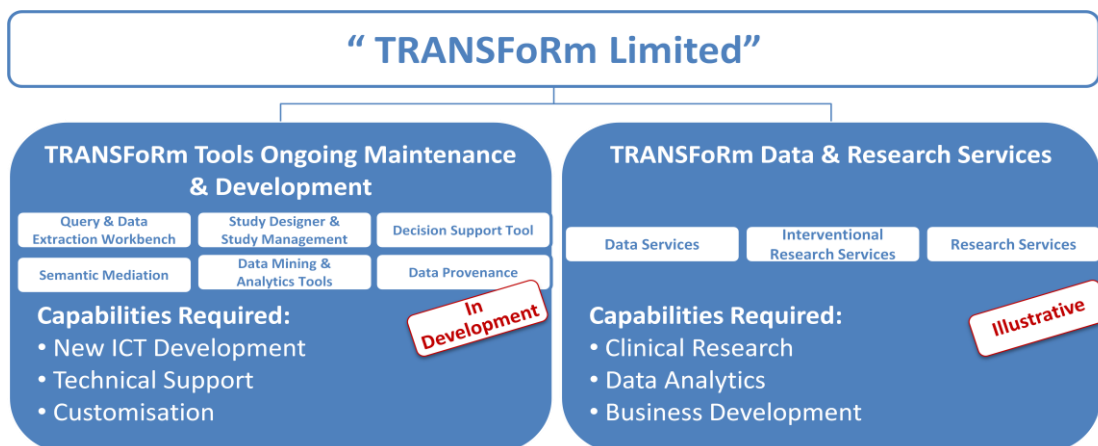 “ TRANSFoRm Limited”
TRANSFoRm Tools Ongoing Maintenance
& Development
Query & Data
Extraction Workbench
Study Designer &
Study Management
Decision Support Tool
Semantic Mediation
Data Mining &
Analytics Tools
Data Provenance
In
Development
Capabilities Required:
• New ICT Development
• Technical Support
• Customisation
TRANSFoRm Data & Research Services
Data Services
Interventional
Research Services
Research Services
Illustrative
Capabilities Required:
• Clinical Research
• Data Analytics
• Business Development